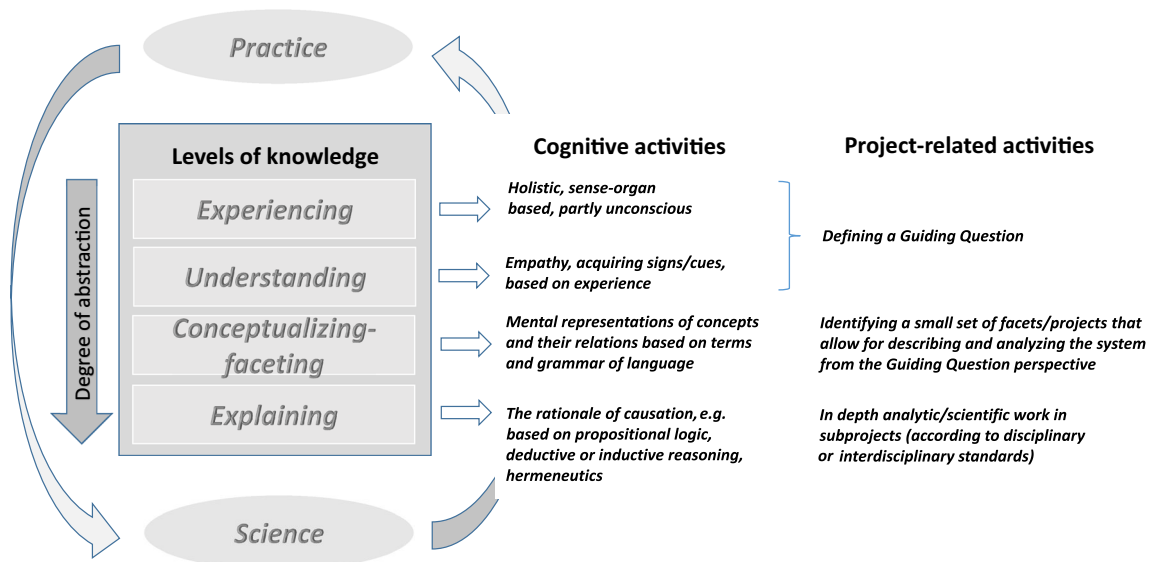 Practice
Levels of knowledge
Cognitive activities
Project-related activities
Degree of abstraction
Experiencing
Holistic, sense-organ
based, partly unconscious
Defining a Guiding Question
Understanding
Empathy, acquiring signs/cues,
based on experience
Conceptualizing-
faceting
Mental representations of concepts
and their relations based on terms
and grammar of language
Identifying a small set of facets/projects that
allow for describing and analyzing the system
from the Guiding Question perspective
Explaining
The rationale of causation, e.g.
based on propositional logic,
deductive or inductive reasoning,
hermeneutics
In depth analytic/scientific work in
subprojects (according to disciplinary
or interdisciplinary standards)
Science